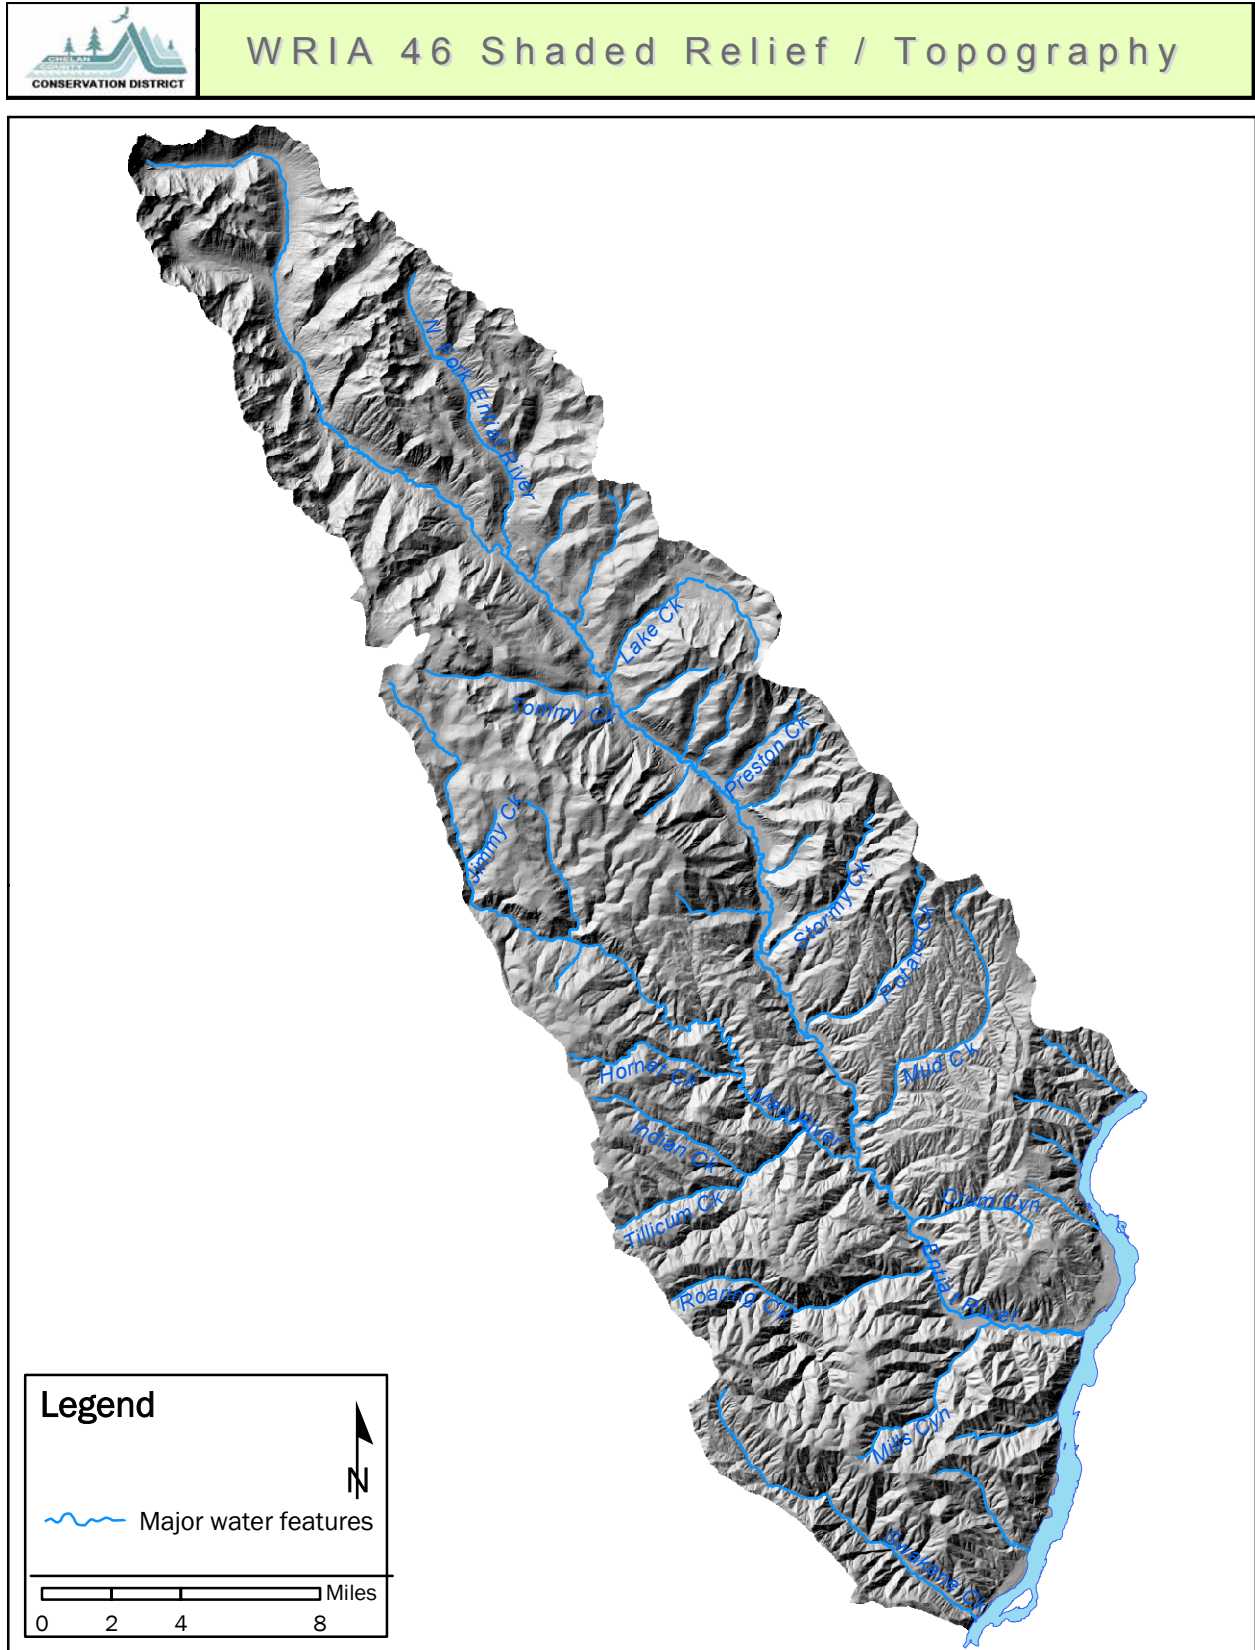 CHELAN
COUNTY
CONSERVATION DISTRICT
WRIA 46 Shaded Relief / Topography
N. Fork Entiat River
Lake Ck
Tommy Ck
Preston Ck
Jimmy Ck
Stormy Ck
Potato Ck
Mud Ck
Hornet Ck
Mad River
Indian Ck
Tillicum Ck
Crum Cyn
Entiat River
Roaring Ck
Mills Cyn
Swakane Ck
Legend
N
Major water features
Miles
0 2 4 8